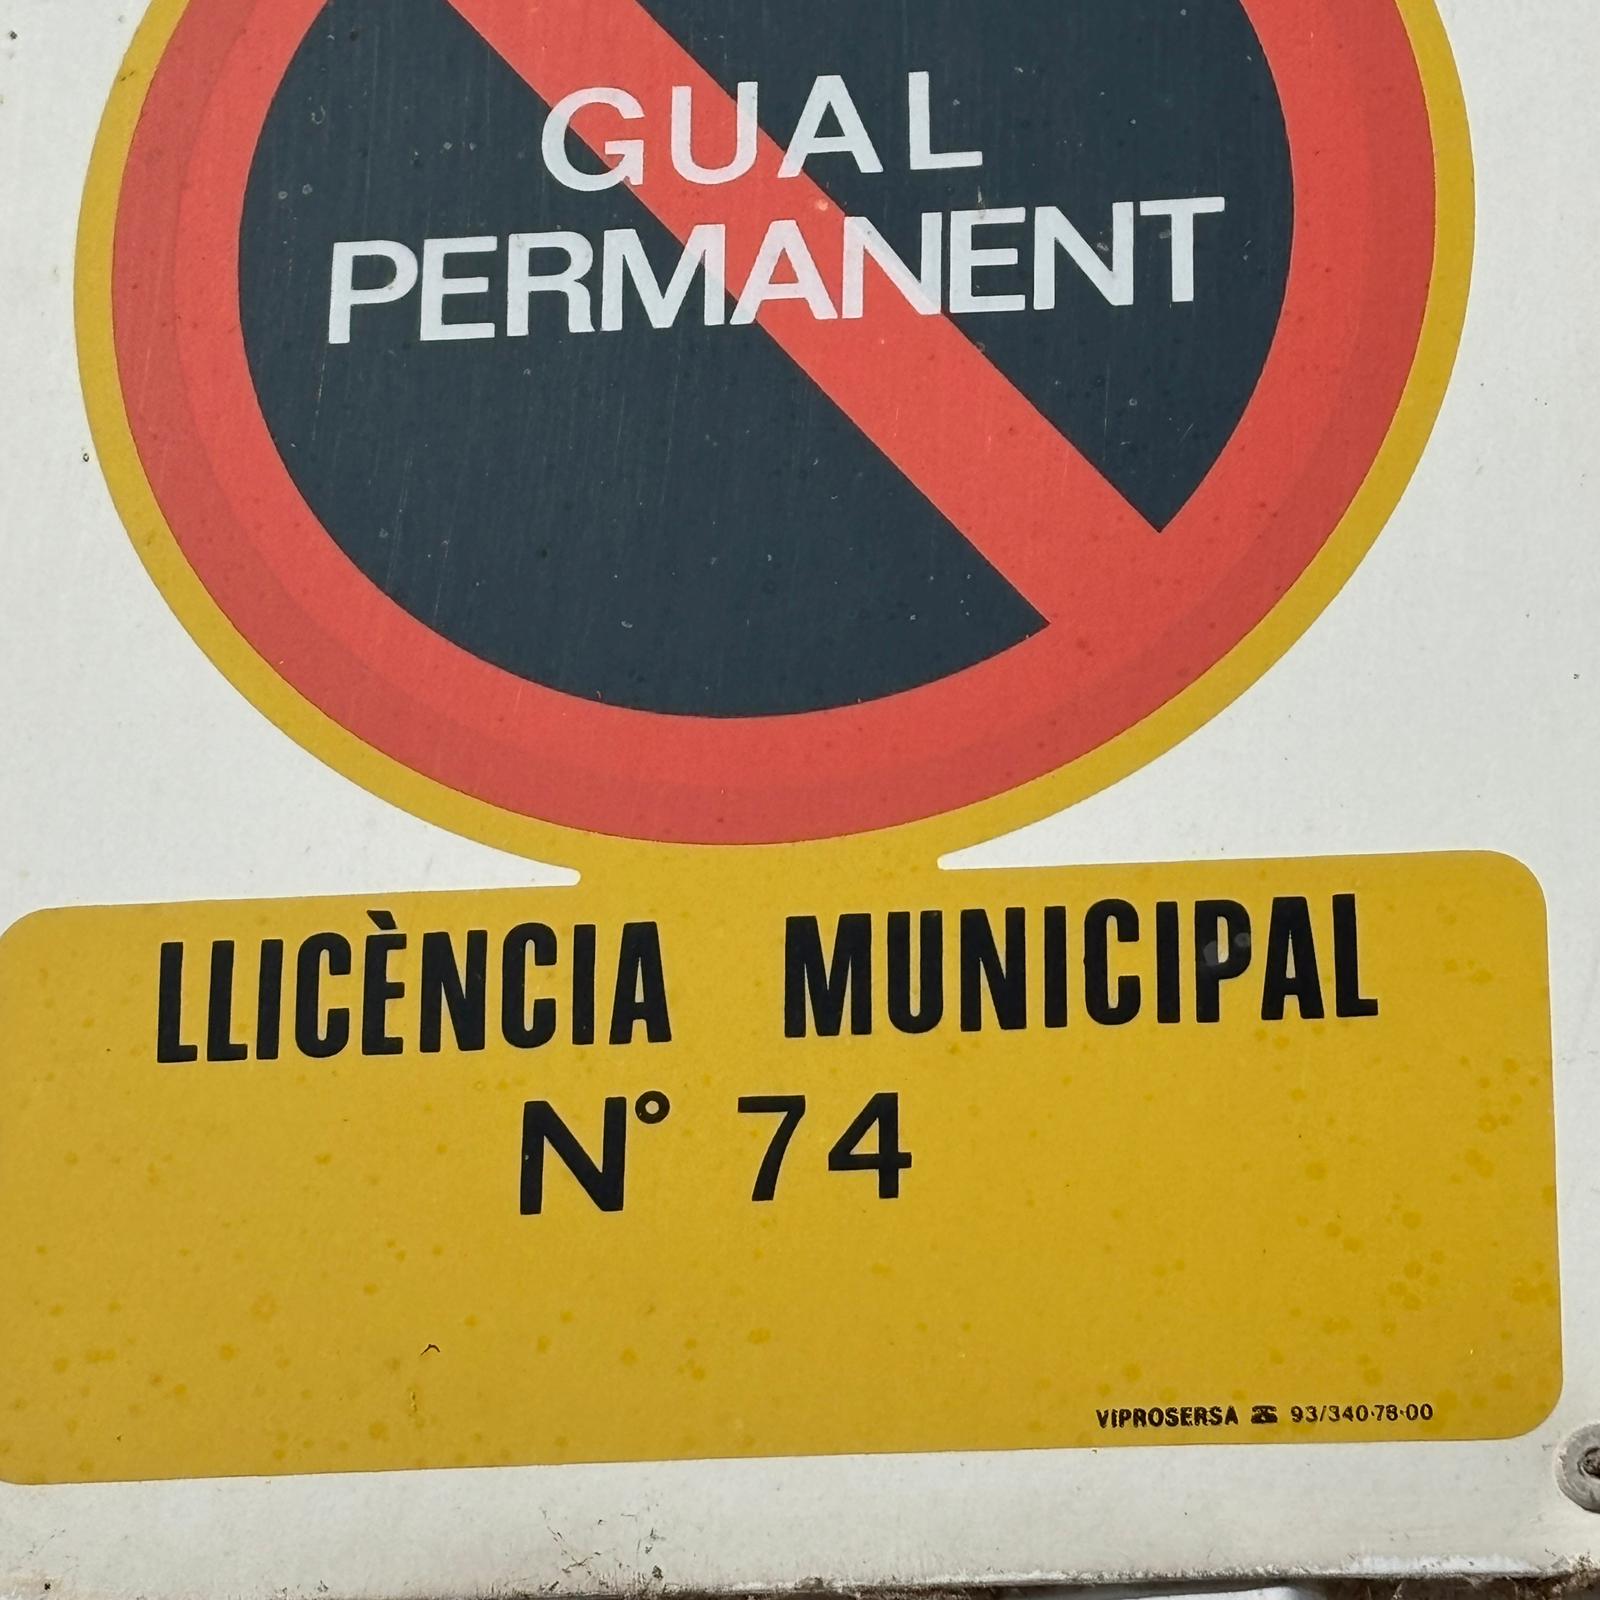 GUAL
PERMANENT
LLICÈNCIA MUNICIPAL
N° 74
VIPROSERSA ☎ 93/340·78·00